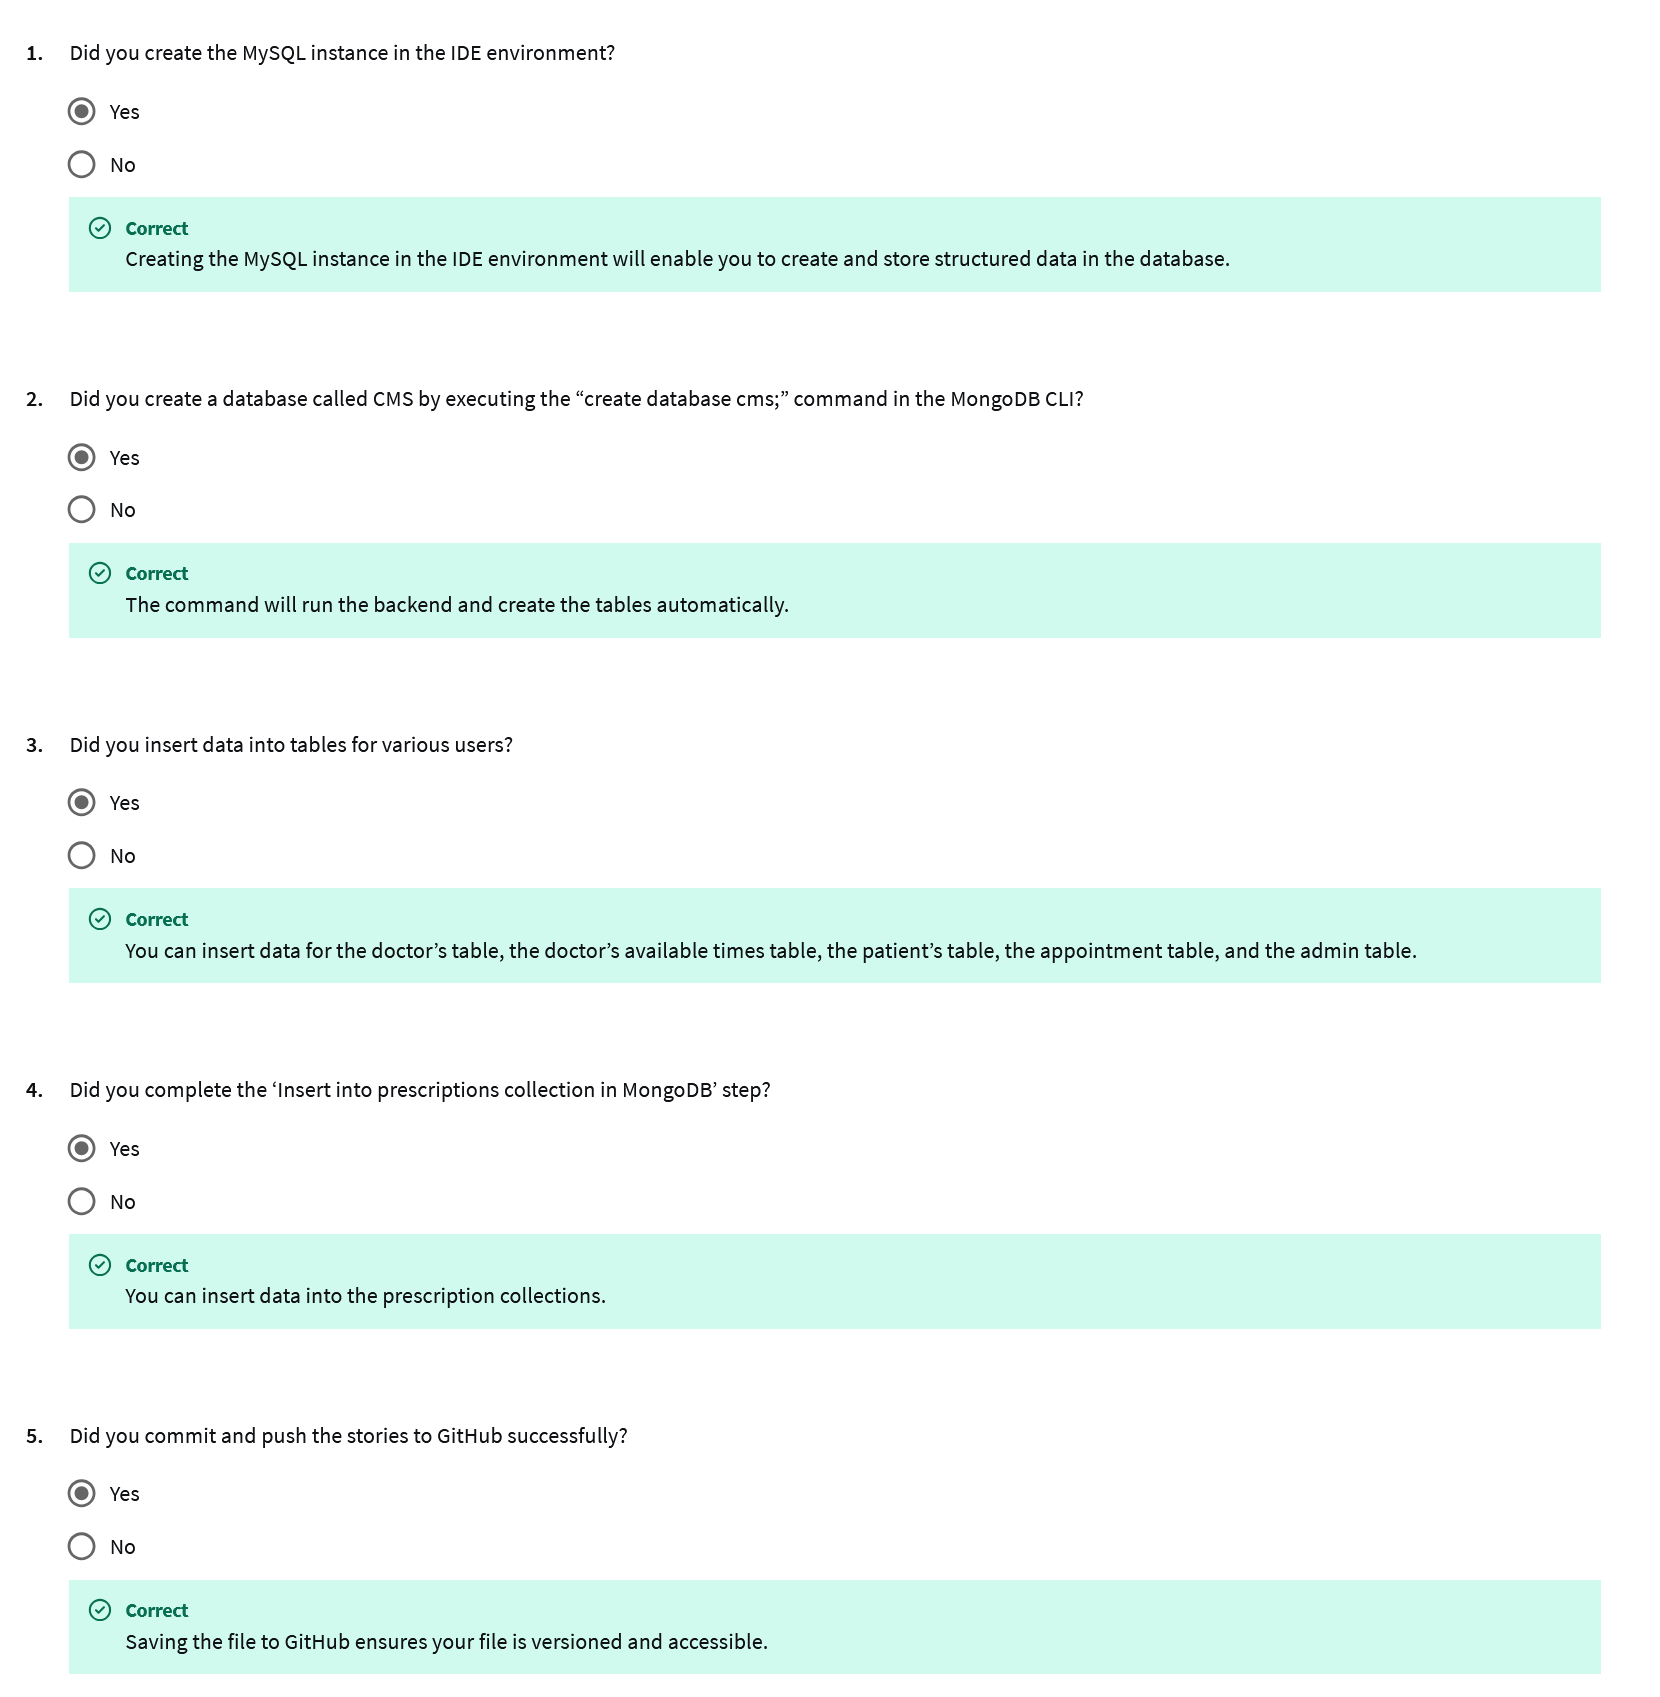 1. Did you create the MySQL instance in the IDE environment?
Yes
No
Correct
Creating the MySQL instance in the IDE environment will enable you to create and store structured data in the database.
2. Did you create a database called CMS by executing the “create database cms;” command in the MongoDB CLI?
Yes
No
Correct
The command will run the backend and create the tables automatically.
3. Did you insert data into tables for various users?
Yes
No
Correct
You can insert data for the doctor’s table, the doctor’s available times table, the patient’s table, the appointment table, and the admin table.
4. Did you complete the ‘Insert into prescriptions collection in MongoDB’ step?
Yes
No
Correct
You can insert data into the prescription collections.
5. Did you commit and push the stories to GitHub successfully?
Yes
No
Correct
Saving the file to GitHub ensures your file is versioned and accessible.